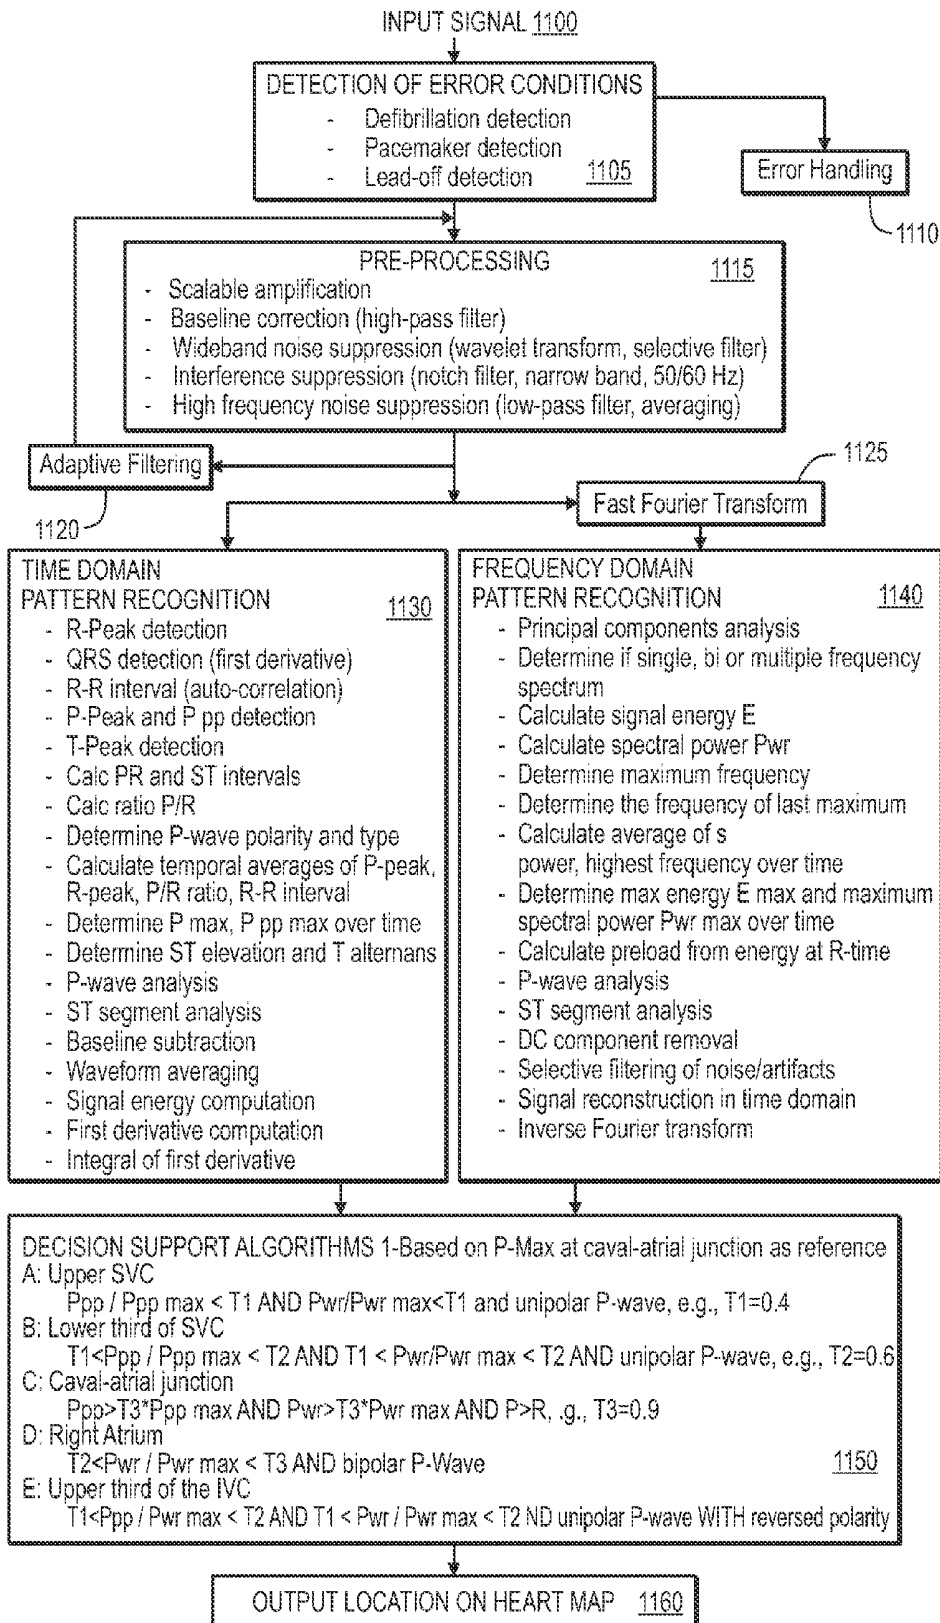 INPUT SIGNAL 1100
DETECTION OF ERROR CONDITIONS
- Defibrillation detection
- Pacemaker detection
- Lead-off detection 1105
Error Handling
1110
PRE-PROCESSING 1115
- Scalable amplification
- Baseline correction (high-pass filter)
- Wideband noise suppression (wavelet transform, selective filter)
- Interference suppression (notch filter, narrow band, 50/60 Hz)
- High frequency noise suppression (low-pass filter, averaging)
Adaptive Filtering
1120
1125
Fast Fourier Transform
TIME DOMAIN
PATTERN RECOGNITION 1130
- R-Peak detection
- QRS detection (first derivative)
- R-R interval (auto-correlation)
- P-Peak and P pp detection
- T-Peak detection
- Calc PR and ST intervals
- Calc ratio P/R
- Determine P-wave polarity and type
- Calculate temporal averages of P-peak,
R-peak, P/R ratio, R-R interval
- Determine P max, P pp max over time
- Determine ST elevation and T alternans
- P-wave analysis
- ST segment analysis
- Baseline subtraction
- Waveform averaging
- Signal energy computation
- First derivative computation
- Integral of first derivative
FREQUENCY DOMAIN
PATTERN RECOGNITION 1140
- Principal components analysis
- Determine if single, bi or multiple frequency
spectrum
- Calculate signal energy E
- Calculate spectral power Pwr
- Determine maximum frequency
- Determine the frequency of last maximum
- Calculate average of s
power, highest frequency over time
- Determine max energy E max and maximum
spectral power Pwr max over time
- Calculate preload from energy at R-time
- P-wave analysis
- ST segment analysis
- DC component removal
- Selective filtering of noise/artifacts
- Signal reconstruction in time domain
- Inverse Fourier transform
DECISION SUPPORT ALGORITHMS 1-Based on P-Max at caval-atrial junction as reference
A: Upper SVC
Ppp / Ppp max < T1 AND Pwr/Pwr max<T1 and unipolar P-wave, e.g., T1=0.4
B: Lower third of SVC
T1<Ppp / Ppp max < T2 AND T1 < Pwr/Pwr max < T2 AND unipolar P-wave, e.g., T2=0.6
C: Caval-atrial junction
Ppp>T3*Ppp max AND Pwr>T3*Pwr max AND P>R, .g., T3=0.9
D: Right Atrium
T2<Pwr / Pwr max < T3 AND bipolar P-Wave 1150
E: Upper third of the IVC
T1<Ppp / Pwr max < T2 AND T1 < Pwr / Pwr max < T2 ND unipolar P-wave WITH reversed polarity
OUTPUT LOCATION ON HEART MAP 1160